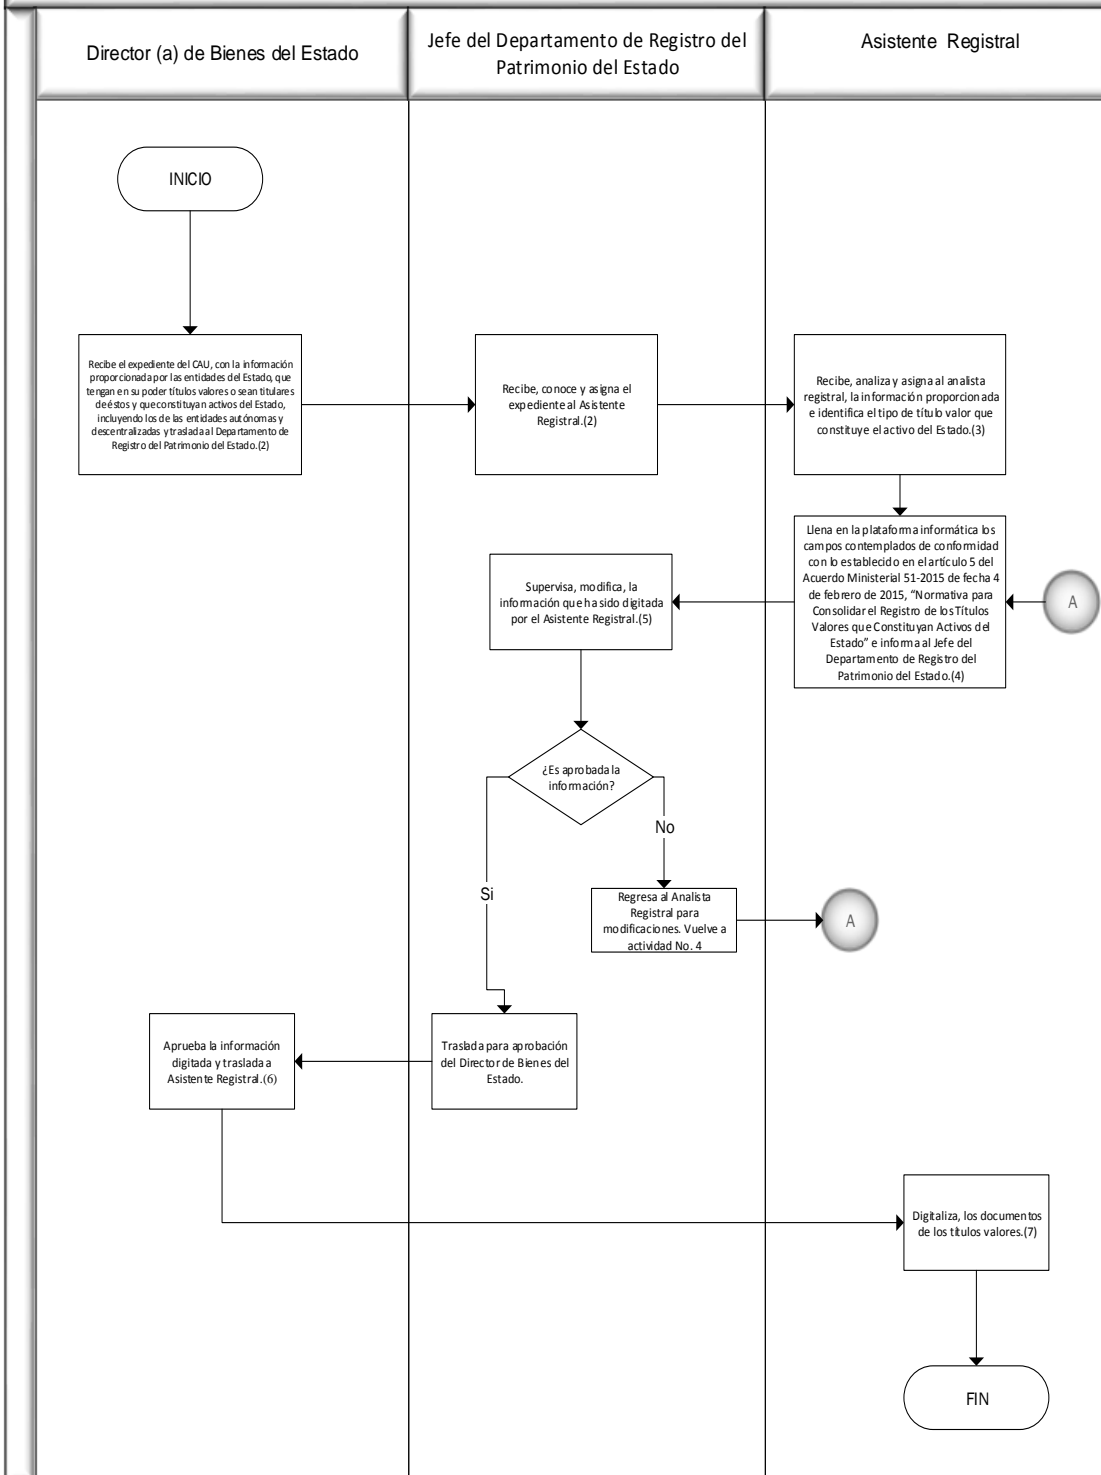 Director (a) de Bienes del Estado
Jefe del Departamento de Registro del
Patrimonio del Estado
Asistente Registral
INICIO
Recibe el expediente del CAU, con la información
proporcionada por las entidades del Estado, que
tengan en su poder títulos valores o sean titulares
de éstos y que constituyan activos del Estado,
incluyendo los de las entidades autónomas y
descentralizadas y traslada al Departamento de
Registro del Patrimonio del Estado.(2)
Recibe, conoce y asigna el
expediente al Asistente
Registral.(2)
Recibe, analiza y asigna al analista
registral, la información proporcionada
e identifica el tipo de título valor que
constituye el activo del Estado.(3)
Llena en la plataforma informática los
campos contemplados de conformidad
con lo establecido en el artículo 5 del
Acuerdo Ministerial 51-2015 de fecha 4
de febrero de 2015, “Normativa para
Consolidar el Registro de los Títulos
Valores que Constituyan Activos del
Estado” e informa al Jefe del
Departamento de Registro del
Patrimonio del Estado.(4)
A
Supervisa, modifica, la
información que ha sido digitada
por el Asistente Registral.(5)
¿Es aprobada la
información?
No
Si
Regresa al Analista
Registral para
modificaciones. Vuelve a
actividad No. 4
A
Traslada para aprobación
del Director de Bienes del
Estado.
Aprueba la información
digitada y traslada a
Asistente Registral.(6)
Digitaliza, los documentos
de los títulos valores.(7)
FIN